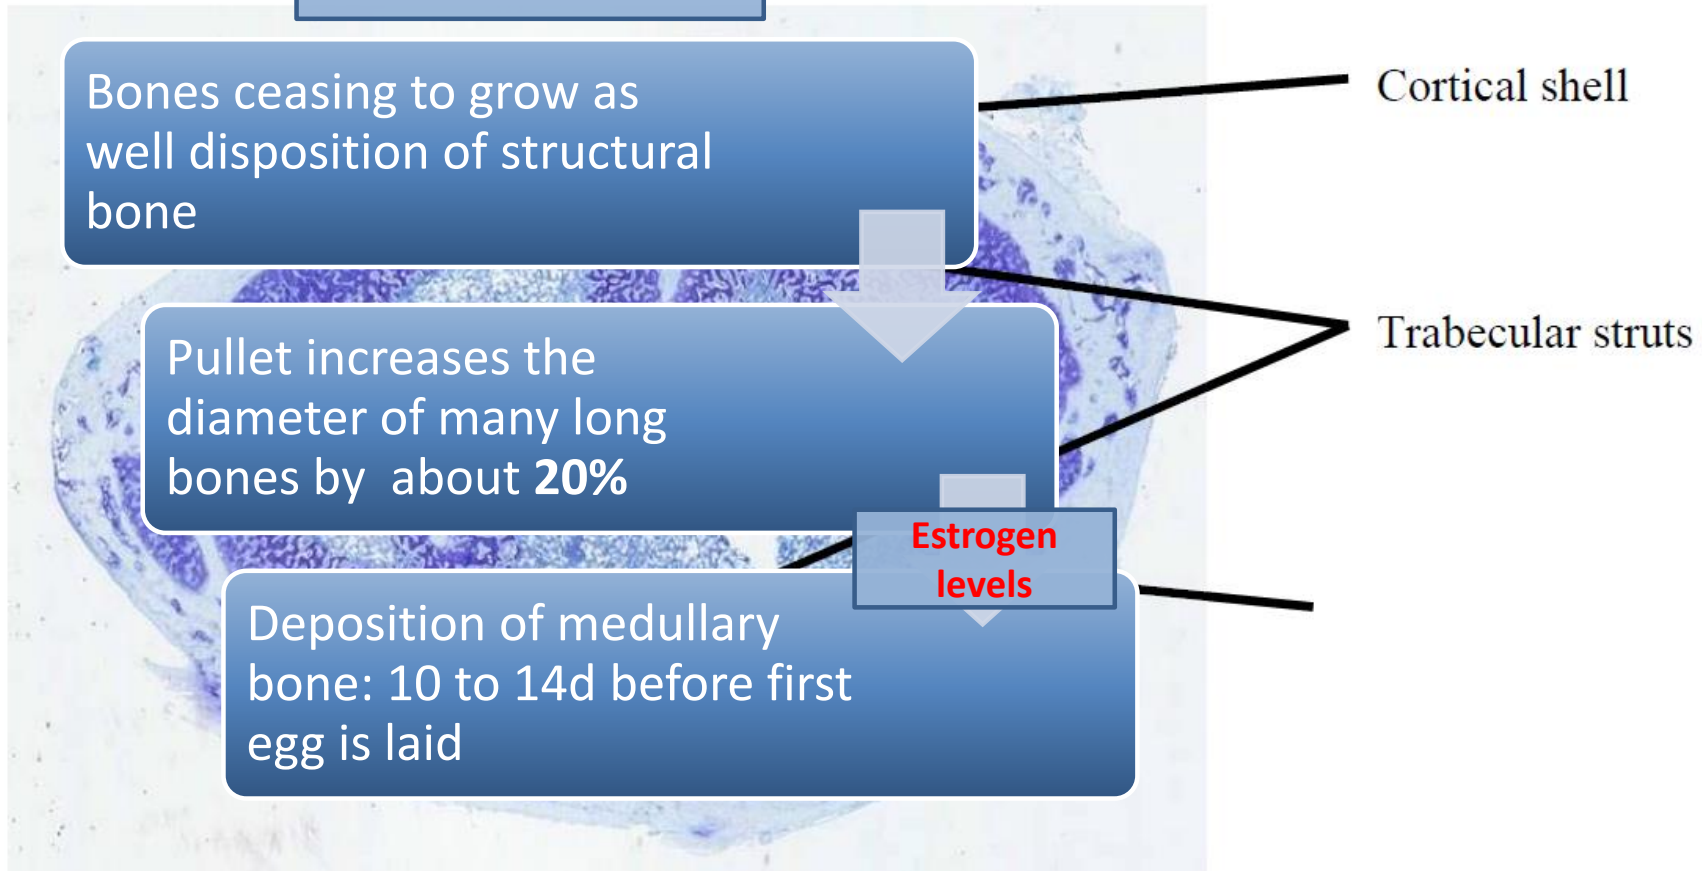 Bones ceasing to grow as
well disposition of structural
bone
Cortical shell
Pullet increases the
diameter of many long
bones by about 20%
Trabecular struts
Estrogen
levels
Deposition of medullary
bone: 10 to 14d before first
egg is laid